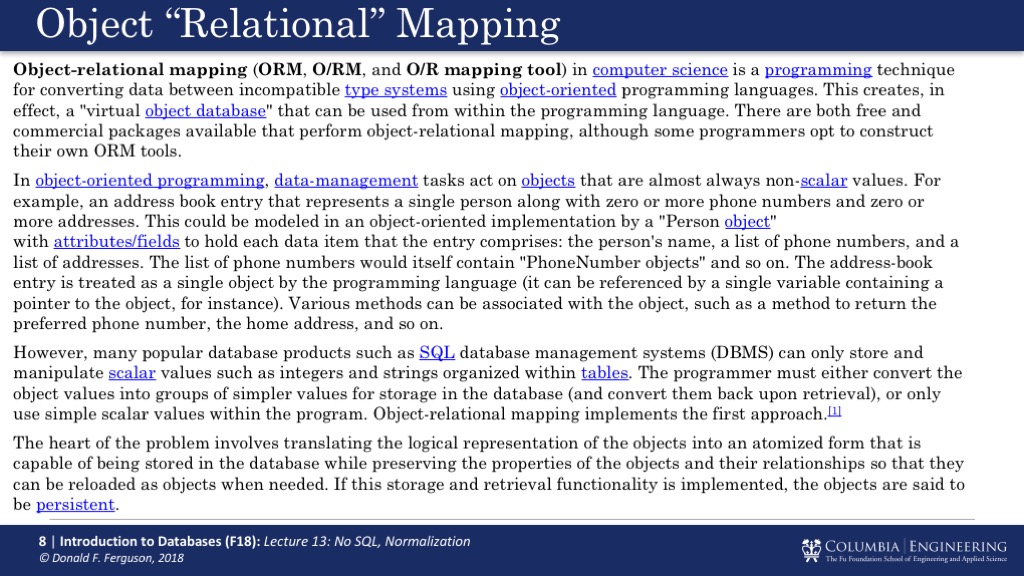 Object “Relational” Mapping
Object-relational mapping (ORM, O/RM, and O/R mapping tool) in computer science is a programming technique
for converting data between incompatible type systems using object-oriented programming languages. This creates, in
effect, a "virtual object database" that can be used from within the programming language. There are both free and
commercial packages available that perform object-relational mapping, although some programmers opt to construct
their own ORM tools.
In object-oriented programming, data-management tasks act on objects that are almost always non-scalar values. For
example, an address book entry that represents a single person along with zero or more phone numbers and zero or
more addresses. This could be modeled in an object-oriented implementation by a "Person object"
with attributes/fields to hold each data item that the entry comprises: the person's name, a list of phone numbers, and a
list of addresses. The list of phone numbers would itself contain "PhoneNumber objects" and so on. The address-book
entry is treated as a single object by the programming language (it can be referenced by a single variable containing a
pointer to the object, for instance). Various methods can be associated with the object, such as a method to return the
preferred phone number, the home address, and so on.
However, many popular database products such as SQL database management systems (DBMS) can only store and
manipulate scalar values such as integers and strings organized within tables. The programmer must either convert the
object values into groups of simpler values for storage in the database (and convert them back upon retrieval), or only
use simple scalar values within the program. Object-relational mapping implements the first approach.[1]
The heart of the problem involves translating the logical representation of the objects into an atomized form that is
capable of being stored in the database while preserving the properties of the objects and their relationships so that they
can be reloaded as objects when needed. If this storage and retrieval functionality is implemented, the objects are said to
be persistent.
8 | Introduction to Databases (F18): Lecture 13: No SQL, Normalization
© Donald F. Ferguson, 2018
COLUMBIA | ENGINEERING
The Fu Foundation School of Engineering and Applied Science